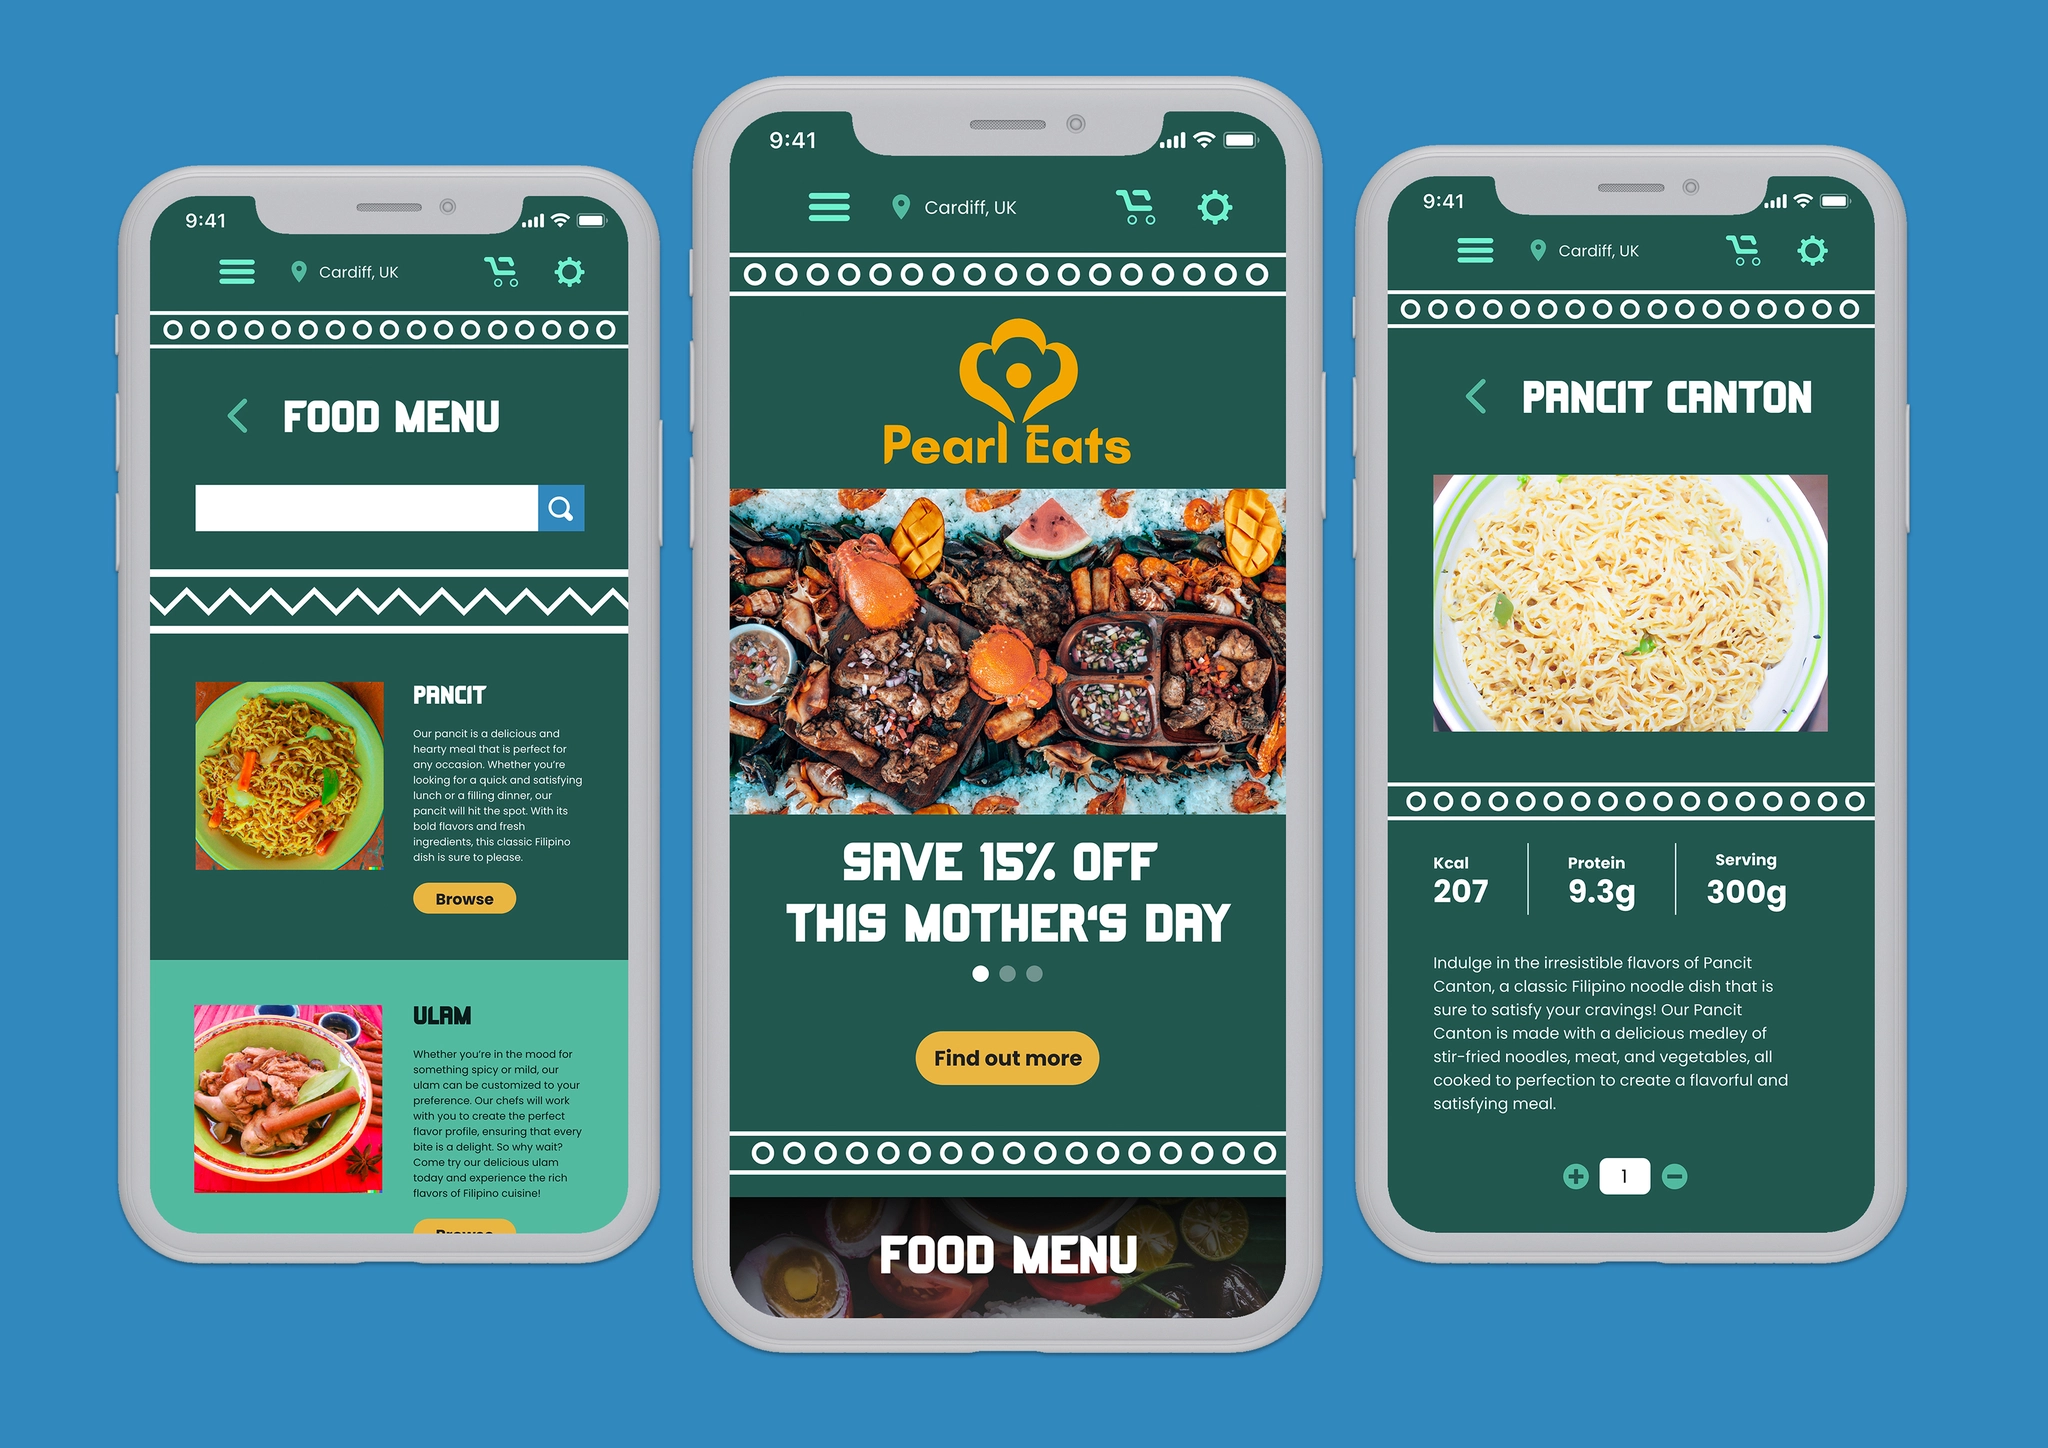 9:41
Cardiff, UK
FOOD MENU
PANCIT
Our pancit is a delicious and
hearty meal that is perfect for
any occasion. Whether you're
looking for a quick and satisfying
lunch or a filling dinner, our
pancit will hit the spot. With its
bold flavors and fresh
ingredients, this classic Filipino
dish is sure to please.
Browse
ULAM
Whether you're in the mood for
something spicy or mild, our
ulam can be customized to your
preference. Our chefs will work
with you to create the perfect
flavor profile, ensuring that every
bite is a delight. So why wait?
Come try our delicious ulam
today and experience the rich
flavors of Filipino cuisine!
Browse
9:41
Cardiff, UK
Pearl Eats
SAVE 15% OFF
THIS MOTHER'S DAY
Find out more
FOOD MENU
9:41
Cardiff, UK
PANCIT CANTON
Kcal Protein Serving
207 9.3g 300g
Indulge in the irresistible flavors of Pancit
Canton, a classic Filipino noodle dish that is
sure to satisfy your cravings! Our Pancit
Canton is made with a delicious medley of
stir-fried noodles, meat, and vegetables, all
cooked to perfection to create a flavorful and
satisfying meal.
1